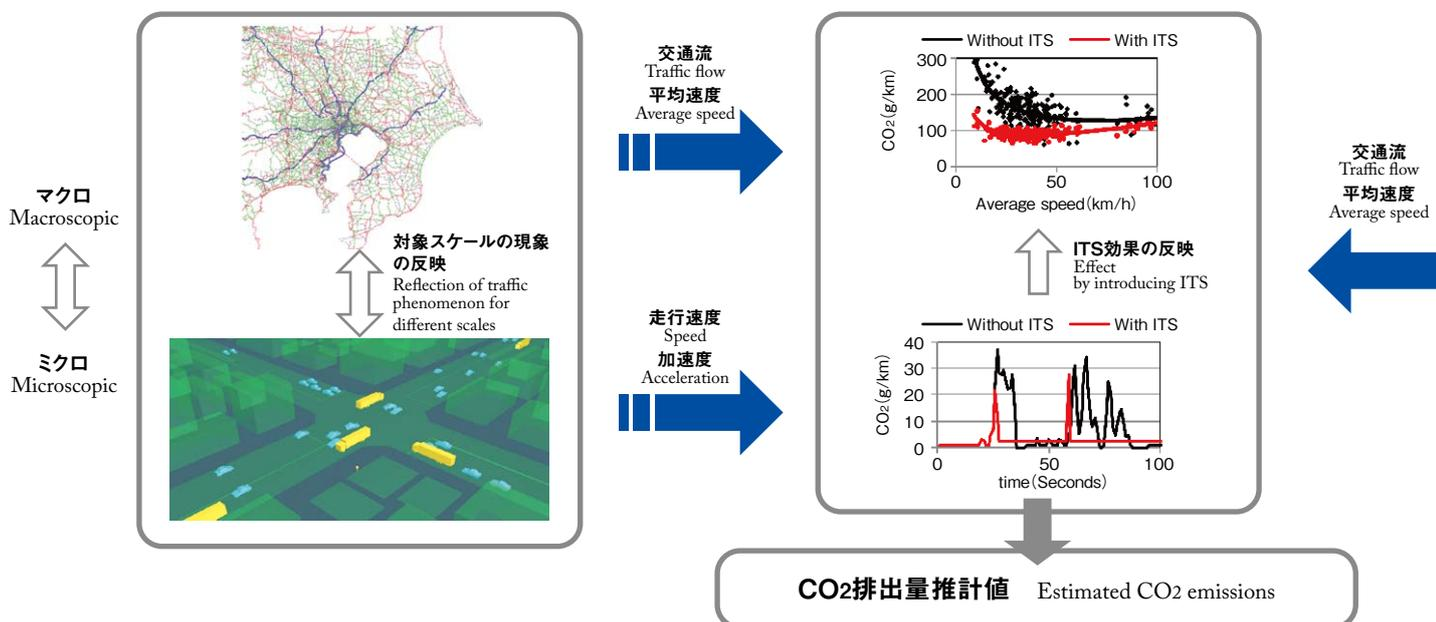 マクロ
Macroscopic
ミクロ
Microscopic
対象スケールの現象
の反映
Reflection of traffic
phenomenon for
different scales
交通流
Traffic flow
平均速度
Average speed
走行速度
Speed
加速度
Acceleration
Without ITS With ITS
CO2(g/km)
300
200
100
0
0 50 100
Average speed(km/h)
ITS効果の反映
Effect
by introducing ITS
Without ITS With ITS
CO2(g/km)
40
30
20
10
0
0 50 100
time(Seconds)
交通流
Traffic flow
平均速度
Average speed
CO2排出量推計値 Estimated CO2 emissions